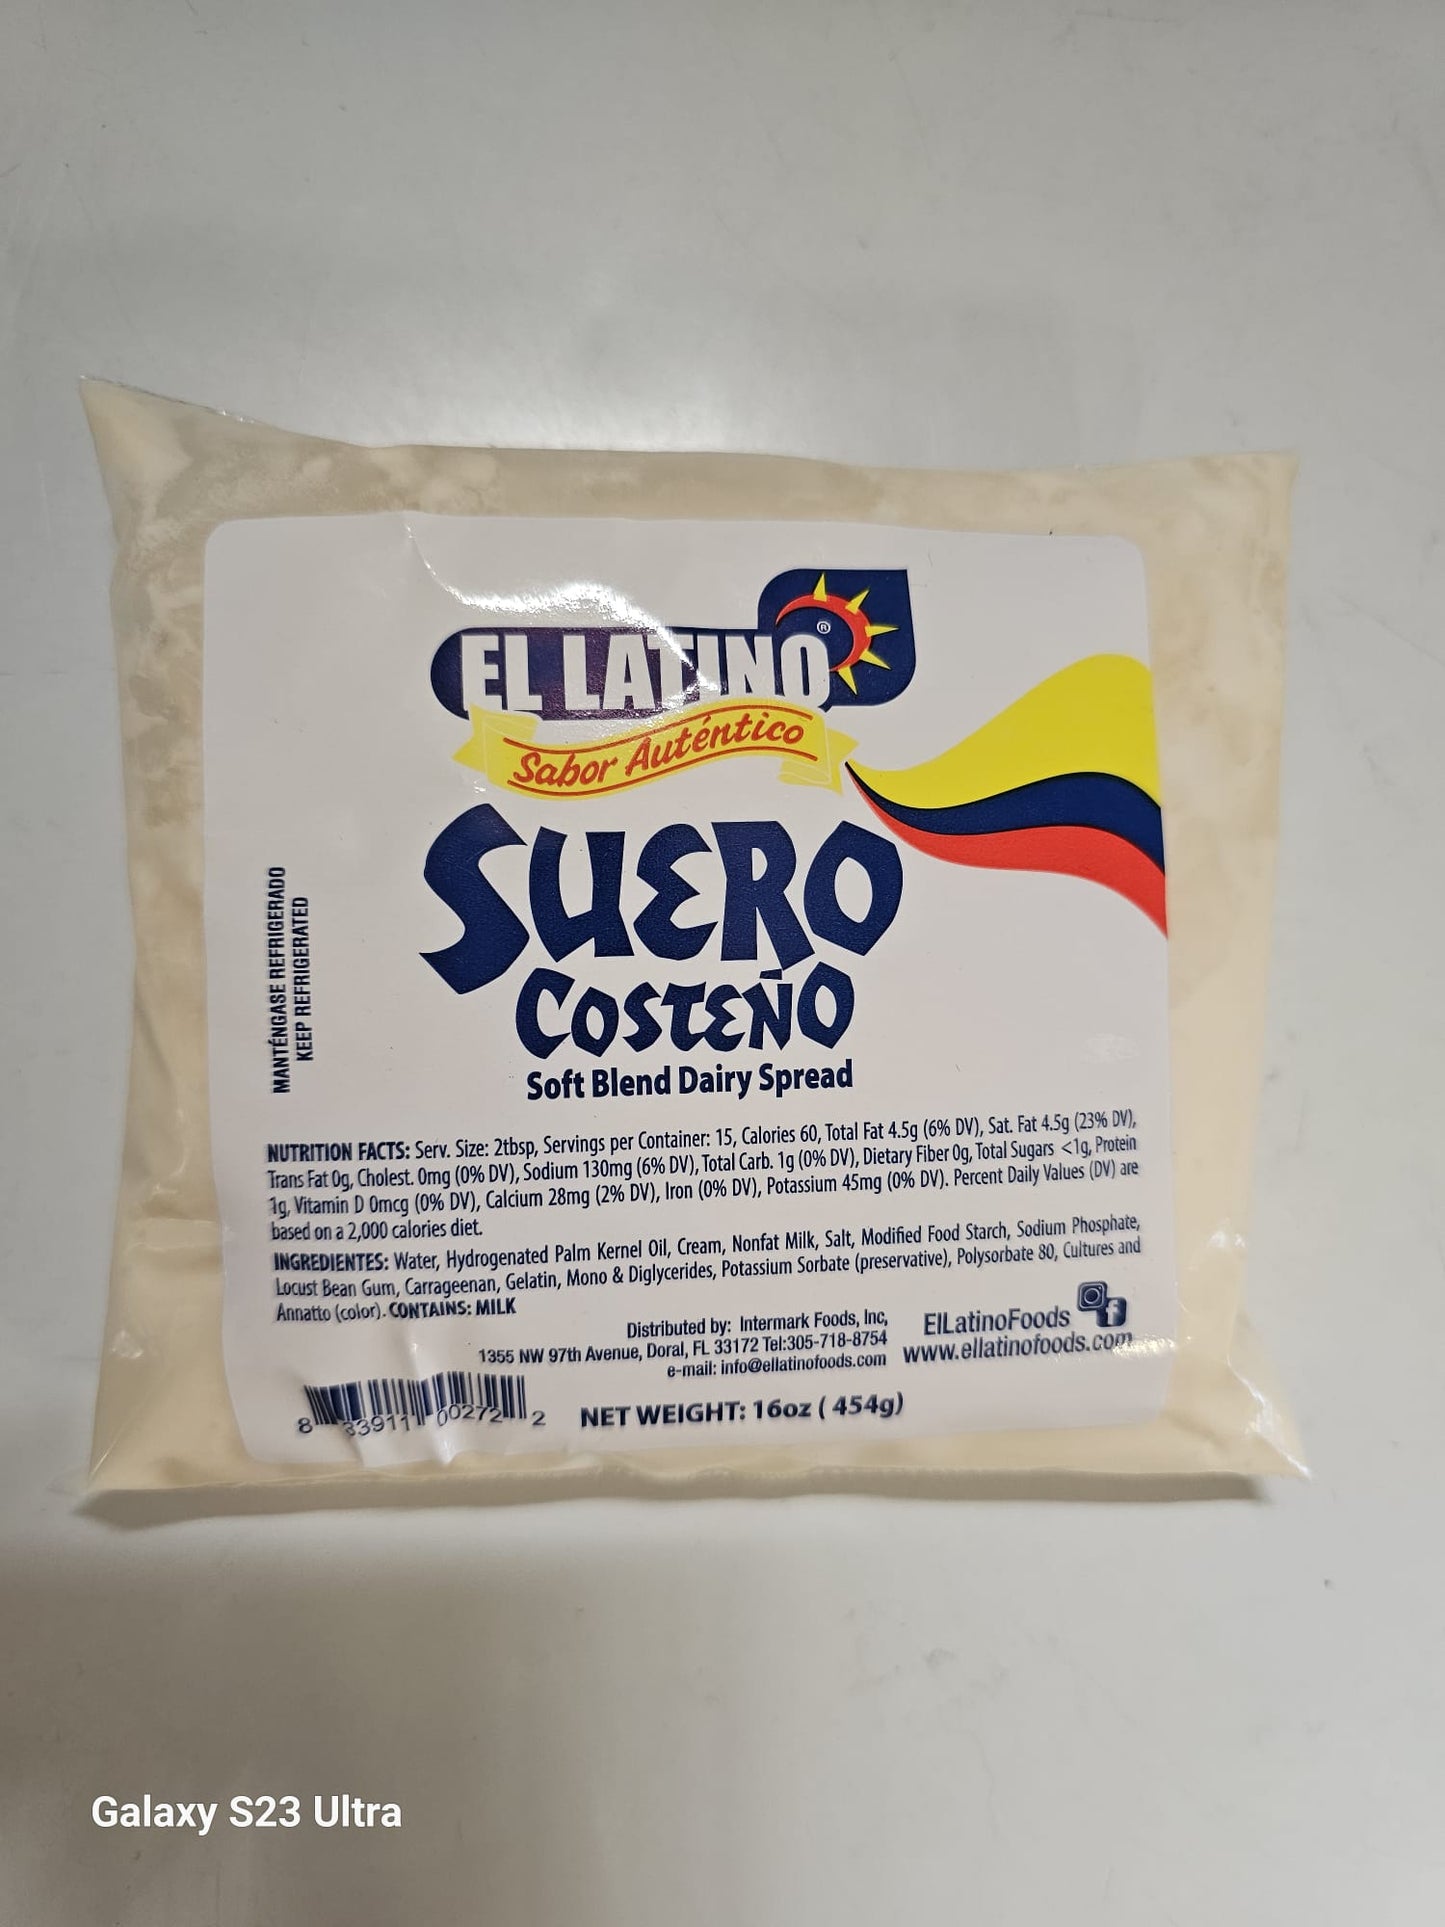 EL LATINO®
Sabor Auténtico
SUERO
COSTEÑO
Soft Blend Dairy Spread
MANTÉNGASE REFRIGERADO
KEEP REFRIGERATED
NUTRITION FACTS: Serv. Size: 2tbsp, Servings per Container: 15, Calories 60, Total Fat 4.5g (6% DV), Sat. Fat 4.5g (23% DV),
Trans Fat 0g, Cholest. 0mg (0% DV), Sodium 130mg (6% DV), Total Carb. 1g (0% DV), Dietary Fiber 0g, Total Sugars <1g, Protein
1g, Vitamin D 0mcg (0% DV), Calcium 28mg (2% DV), Iron (0% DV), Potassium 45mg (0% DV). Percent Daily Values (DV) are
based on a 2,000 calories diet.
INGREDIENTES: Water, Hydrogenated Palm Kernel Oil, Cream, Nonfat Milk, Salt, Modified Food Starch, Sodium Phosphate,
Locust Bean Gum, Carrageenan, Gelatin, Mono & Diglycerides, Potassium Sorbate (preservative), Polysorbate 80, Cultures and
Annatto (color). CONTAINS: MILK
Distributed by: Intermark Foods, Inc,
1355 NW 97th Avenue, Doral, FL 33172 Tel:305-718-8754
e-mail: info@ellatinofoods.com
ElLatinoFoods
www.ellatinofoods.com
8 33911 00272 2
NET WEIGHT: 16oz ( 454g)
Galaxy S23 Ultra